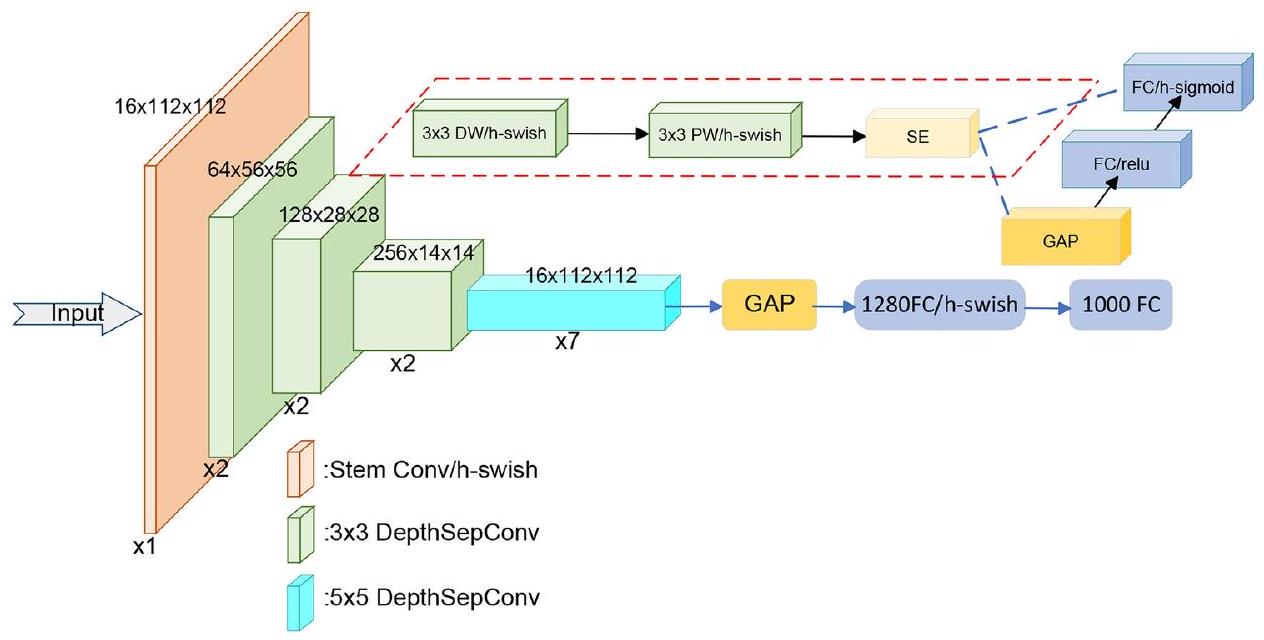 16x112x112
64x56x56
128x28x28
256x14x14
16x112x112
3x3 DW/h-swish
3x3 PW/h-swish
SE
FC/h-sigmoid
FC/relu
GAP
Input
GAP
1280FC/h-swish
1000 FC
x7
x2
x2
x2
x1
:Stem Conv/h-swish
:3x3 DepthSepConv
:5x5 DepthSepConv